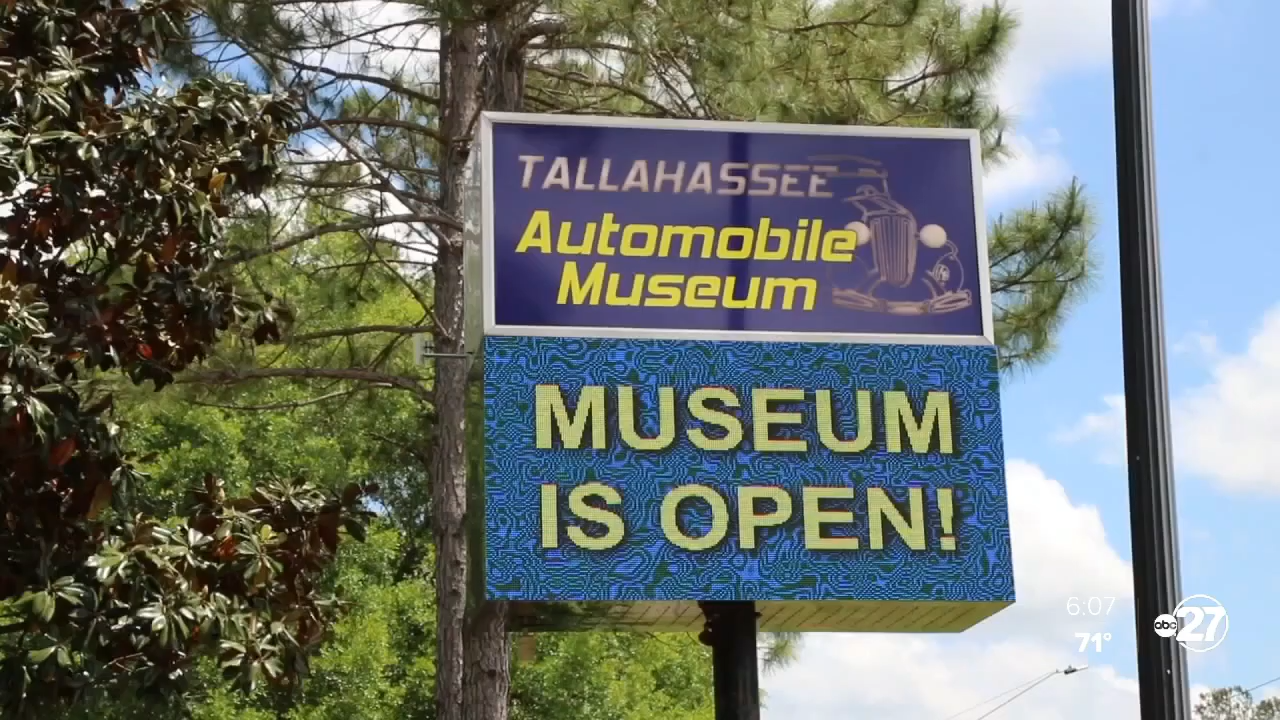 TALLAHASSEE
Automobile
Museum
MUSEUM
IS OPEN!
6:07
71°
abc 27